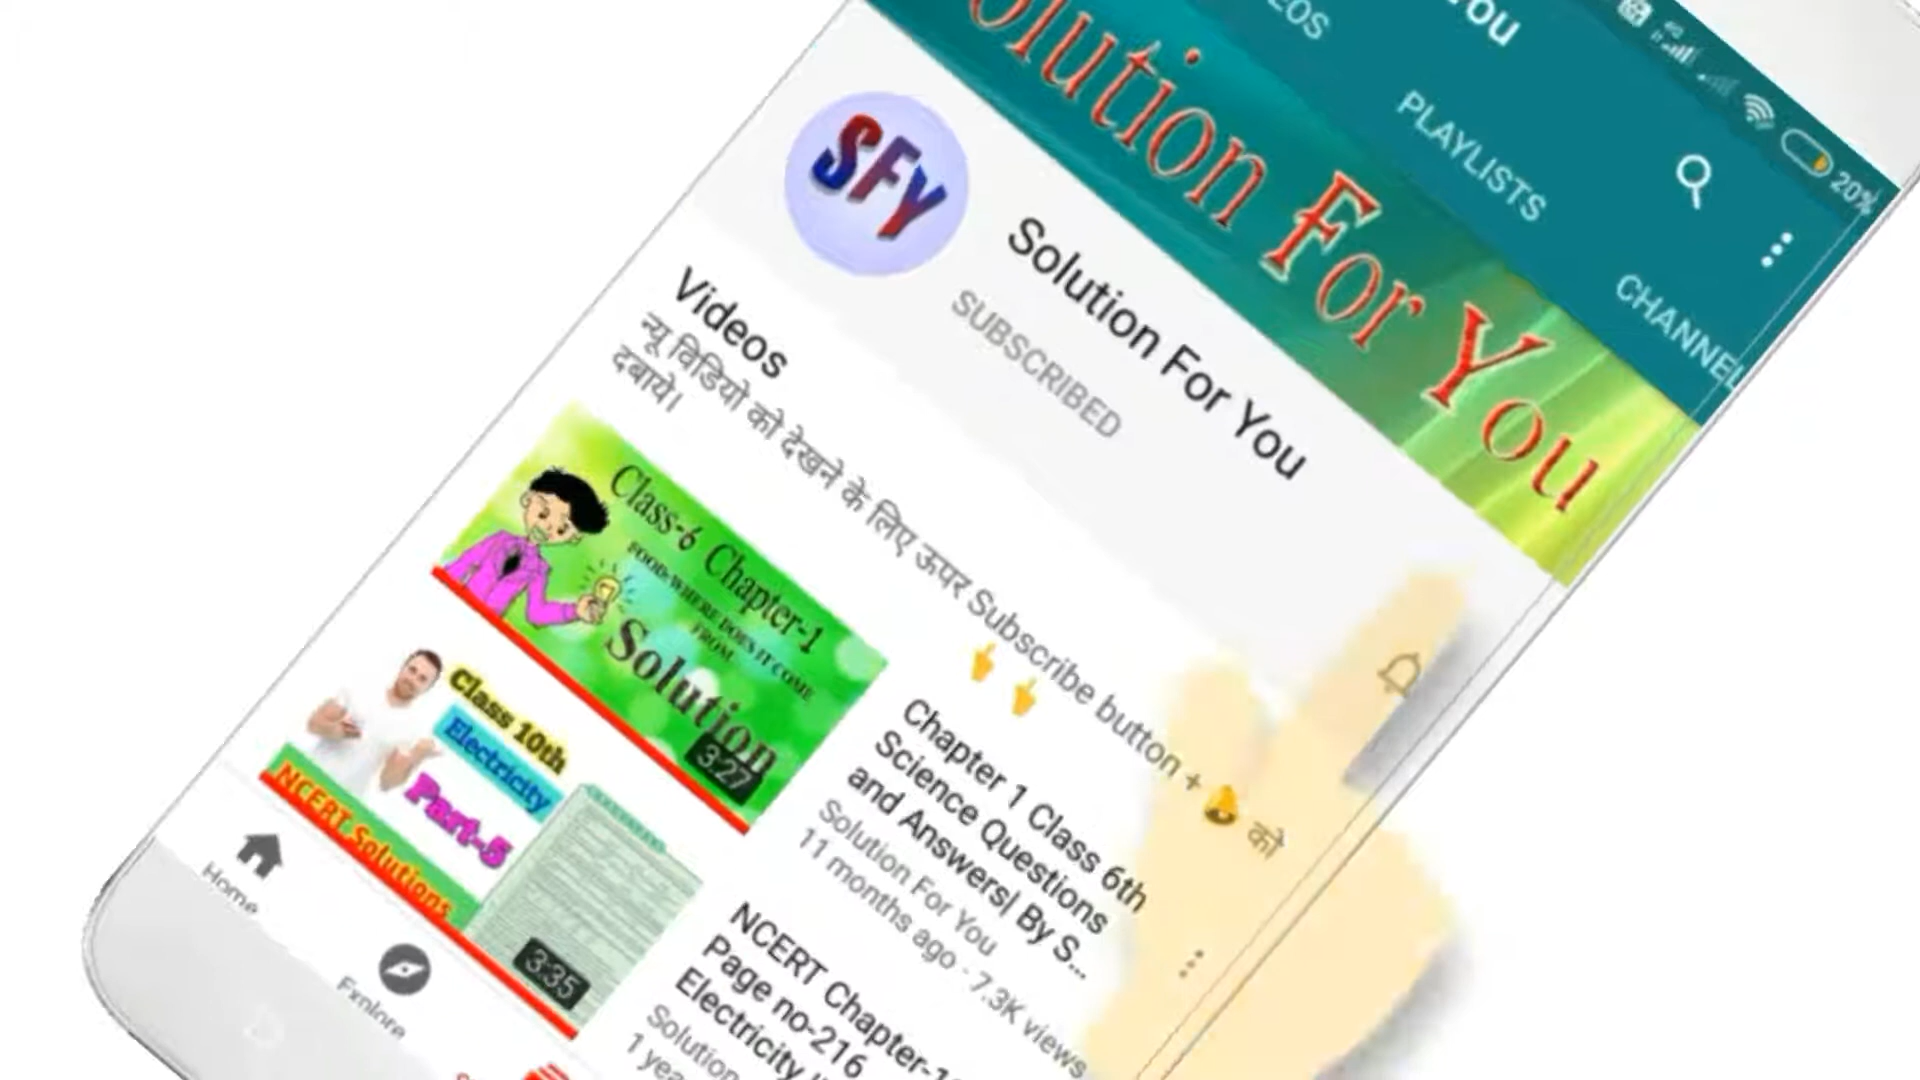 20%
PLAYLISTS
CHANNEL
olution For You
SFY
Solution For You
SUBSCRIBED
Videos
न्यू विडियो को देखने के लिए ऊपर Subscribe button + 🔔 को
दबाये।
Class-6 Chapter-1
FOOD: WHERE DOES IT COME
FROM
Solution
3:27
Chapter 1 Class 6th
Science Questions
and Answers| By S...
Solution For You
11 months ago · 7.3K views
Class 10th
Electricity
Part-5
NCERT Solutions
3:35
NCERT Chapter-1
Page no-216
Electricity
Solution
Home
Explore